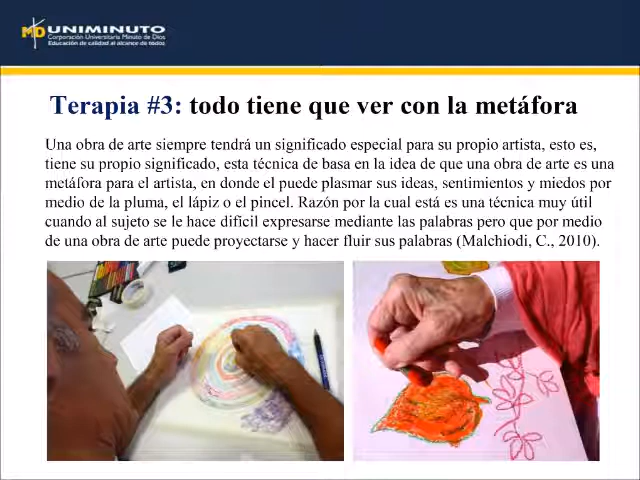 UNIMINUTO
Corporación Universitaria Minuto de Dios
Educación de calidad al alcance de todos
Terapia #3: todo tiene que ver con la metáfora
Una obra de arte siempre tendrá un significado especial para su propio artista, esto es,
tiene su propio significado, esta técnica de basa en la idea de que una obra de arte es una
metáfora para el artista, en donde el puede plasmar sus ideas, sentimientos y miedos por
medio de la pluma, el lápiz o el pincel. Razón por la cual está es una técnica muy útil
cuando al sujeto se le hace difícil expresarse mediante las palabras pero que por medio
de una obra de arte puede proyectarse y hacer fluir sus palabras (Malchiodi, C., 2010).